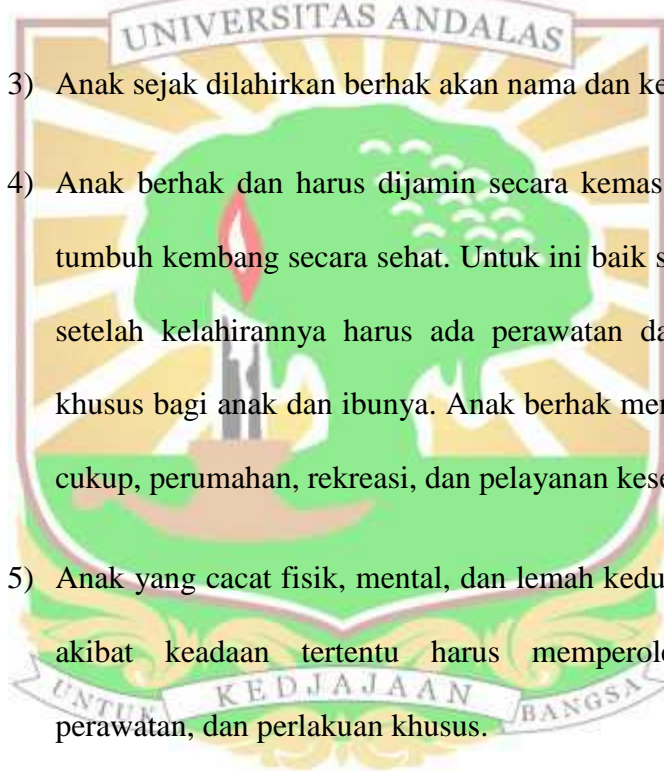 UNIVERSITAS ANDALAS
3) Anak sejak dilahirkan berhak akan nama dan ke
4) Anak berhak dan harus dijamin secara kemas
tumbuh kembang secara sehat. Untuk ini baik s
setelah kelahirannya harus ada perawatan da
khusus bagi anak dan ibunya. Anak berhak men
cukup, perumahan, rekreasi, dan pelayanan kese
5) Anak yang cacat fisik, mental, dan lemah kedu
akibat keadaan tertentu harus memperole
UNTUK KEDJAJAAN BANGSA
perawatan, dan perlakuan khusus.